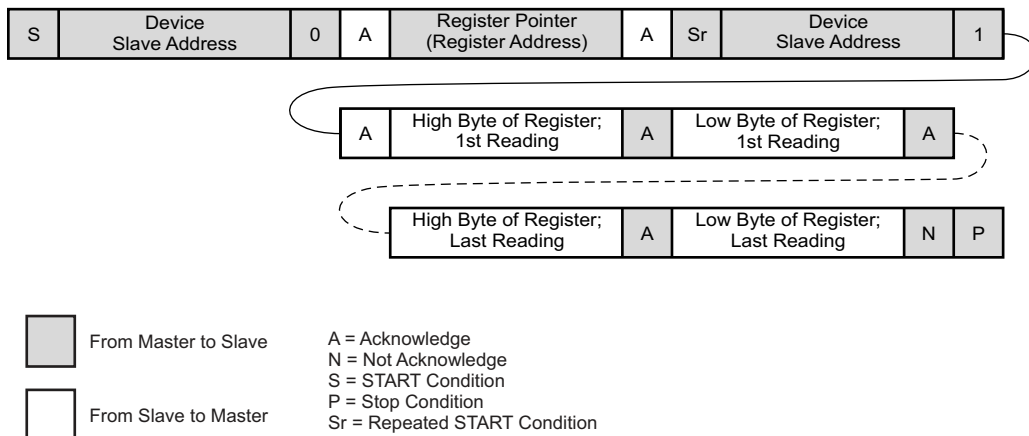 S
Device
Slave Address
0
A
Register Pointer
(Register Address)
A
Sr
Device
Slave Address
1
A
High Byte of Register;
1st Reading
A
Low Byte of Register;
1st Reading
A
High Byte of Register;
Last Reading
A
Low Byte of Register;
Last Reading
N
P
From Master to Slave
From Slave to Master
A = Acknowledge
N = Not Acknowledge
S = START Condition
P = Stop Condition
Sr = Repeated START Condition